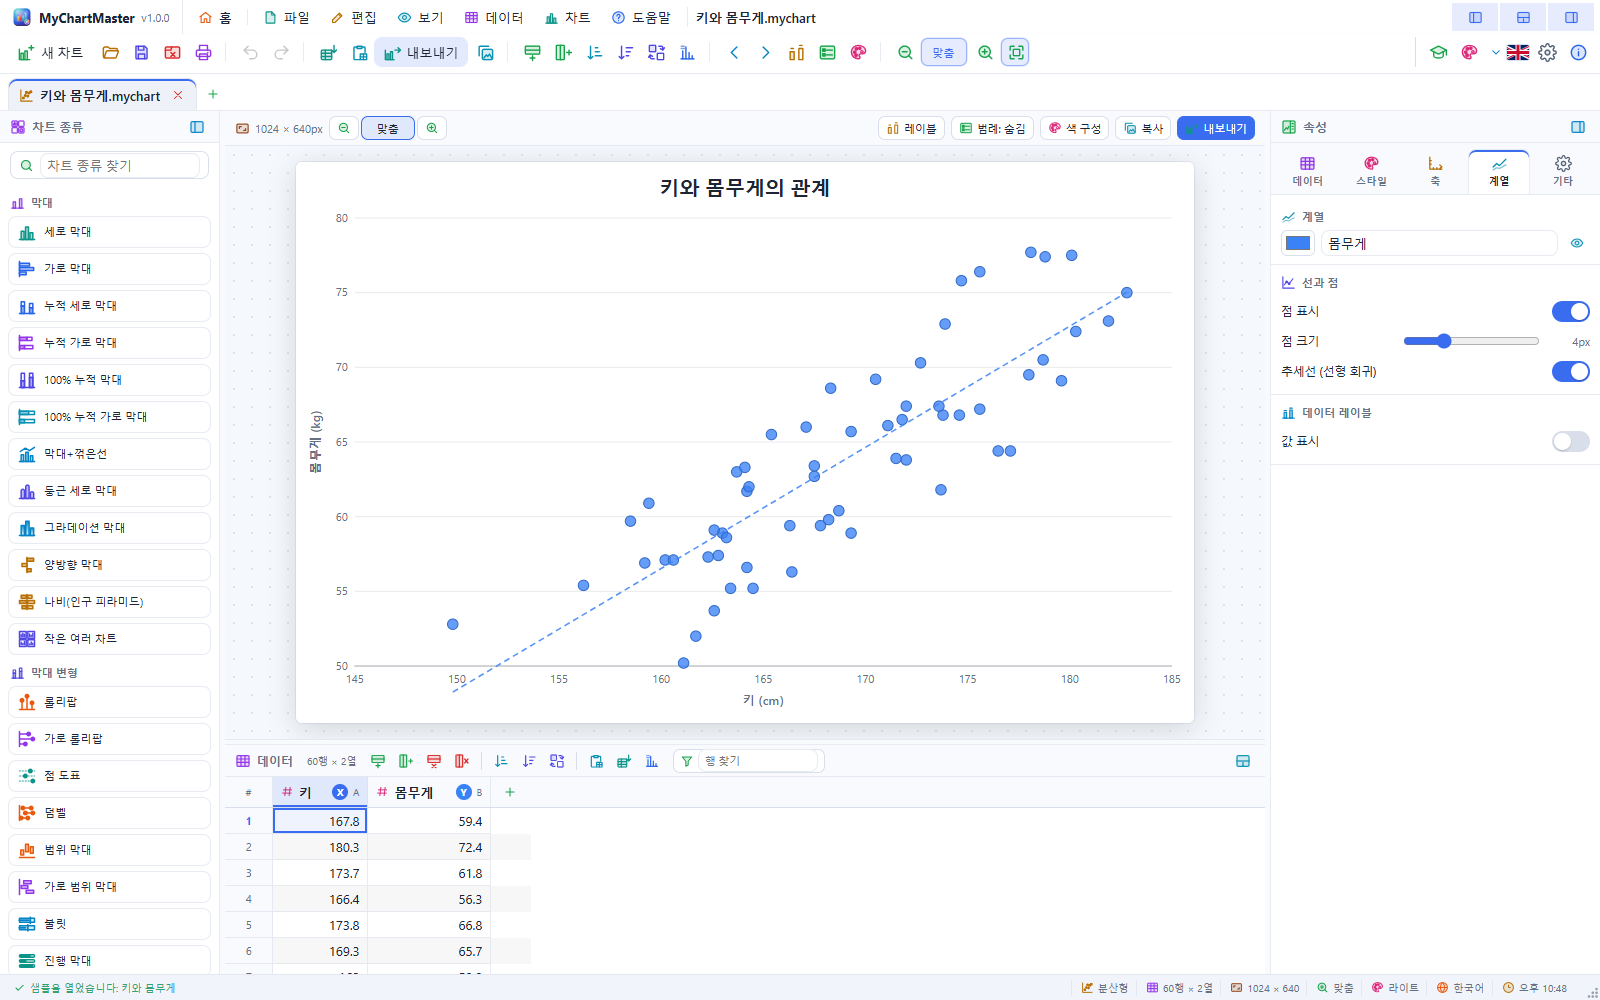 MyChartMaster v1.0.0 홈 파일 편집 보기 데이터 차트 도움말 키와 몸무게.mychart
새 차트 내보내기 맞춤
키와 몸무게.mychart
차트 종류
차트 종류 찾기
막대
세로 막대
가로 막대
누적 세로 막대
누적 가로 막대
100% 누적 막대
100% 누적 가로 막대
막대+꺾은선
둥근 세로 막대
그라데이션 막대
양방향 막대
나비(인구 피라미드)
작은 여러 차트
막대 변형
롤리팝
가로 롤리팝
점 도표
덤벨
범위 막대
가로 범위 막대
불릿
진행 막대
1024 × 640px 맞춤 레이블 범례: 숨김 색 구성 복사 내보내기
키와 몸무게의 관계
80
75
70
65
60
55
50
몸무게 (kg)
145 150 155 160 165 170 175 180 185
키 (cm)
데이터 60행 × 2열 행 찾기
# # 키 X A # 몸무게 Y B
1 167.8 59.4
2 180.3 72.4
3 173.7 61.8
4 166.4 56.3
5 173.8 66.8
6 169.3 65.7
속성
데이터 스타일 축 계열 기타
계열
몸무게
선과 점
점 표시
점 크기 4px
추세선 (선형 회귀)
데이터 레이블
값 표시
샘플을 열었습니다: 키와 몸무게 분산형 60행 × 2열 1024 × 640 맞춤 라이트 한국어 오후 10:48